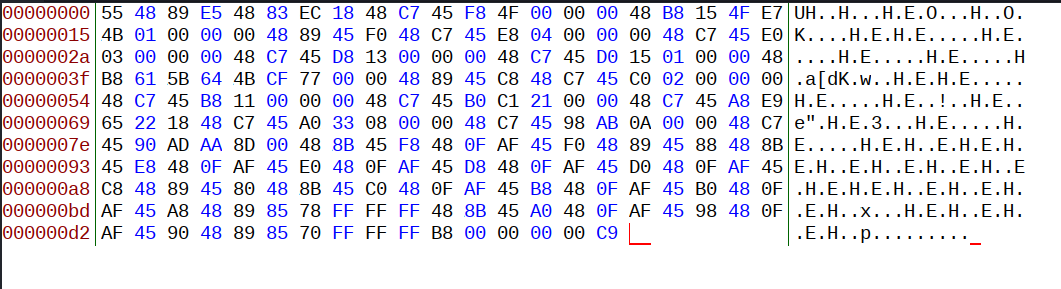 00000000 55 48 89 E5 48 83 EC 18 48 C7 45 F8 4F 00 00 00 48 B8 15 4F E7 UH..H...H.E.O...H..O.
00000015 4B 01 00 00 00 48 89 45 F0 48 C7 45 E8 04 00 00 00 48 C7 45 E0 K....H.E.H.E.....H.E.
0000002a 03 00 00 00 48 C7 45 D8 13 00 00 00 48 C7 45 D0 15 01 00 00 48 ....H.E.....H.E.....H
0000003f B8 61 5B 64 4B CF 77 00 00 48 89 45 C8 48 C7 45 C0 02 00 00 00 .a[dK.w..H.E.H.E.....
00000054 48 C7 45 B8 11 00 00 00 48 C7 45 B0 C1 21 00 00 48 C7 45 A8 E9 H.E.....H.E..!..H.E..
00000069 65 22 18 48 C7 45 A0 33 08 00 00 48 C7 45 98 AB 0A 00 00 48 C7 e".H.E.3...H.E.....H.
0000007e 45 90 AD AA 8D 00 48 8B 45 F8 48 0F AF 45 F0 48 89 45 88 48 8B E.....H.E.H..E.H.E.H.
00000093 45 E8 48 0F AF 45 E0 48 0F AF 45 D8 48 0F AF 45 D0 48 0F AF 45 E.H..E.H..E.H..E.H..E
000000a8 C8 48 89 45 80 48 8B 45 C0 48 0F AF 45 B8 48 0F AF 45 B0 48 0F .H.E.H.E.H..E.H..E.H.
000000bd AF 45 A8 48 89 85 78 FF FF FF 48 8B 45 A0 48 0F AF 45 98 48 0F .E.H..x...H.E.H..E.H.
000000d2 AF 45 90 48 89 85 70 FF FF FF B8 00 00 00 00 C9 .E.H..p.........